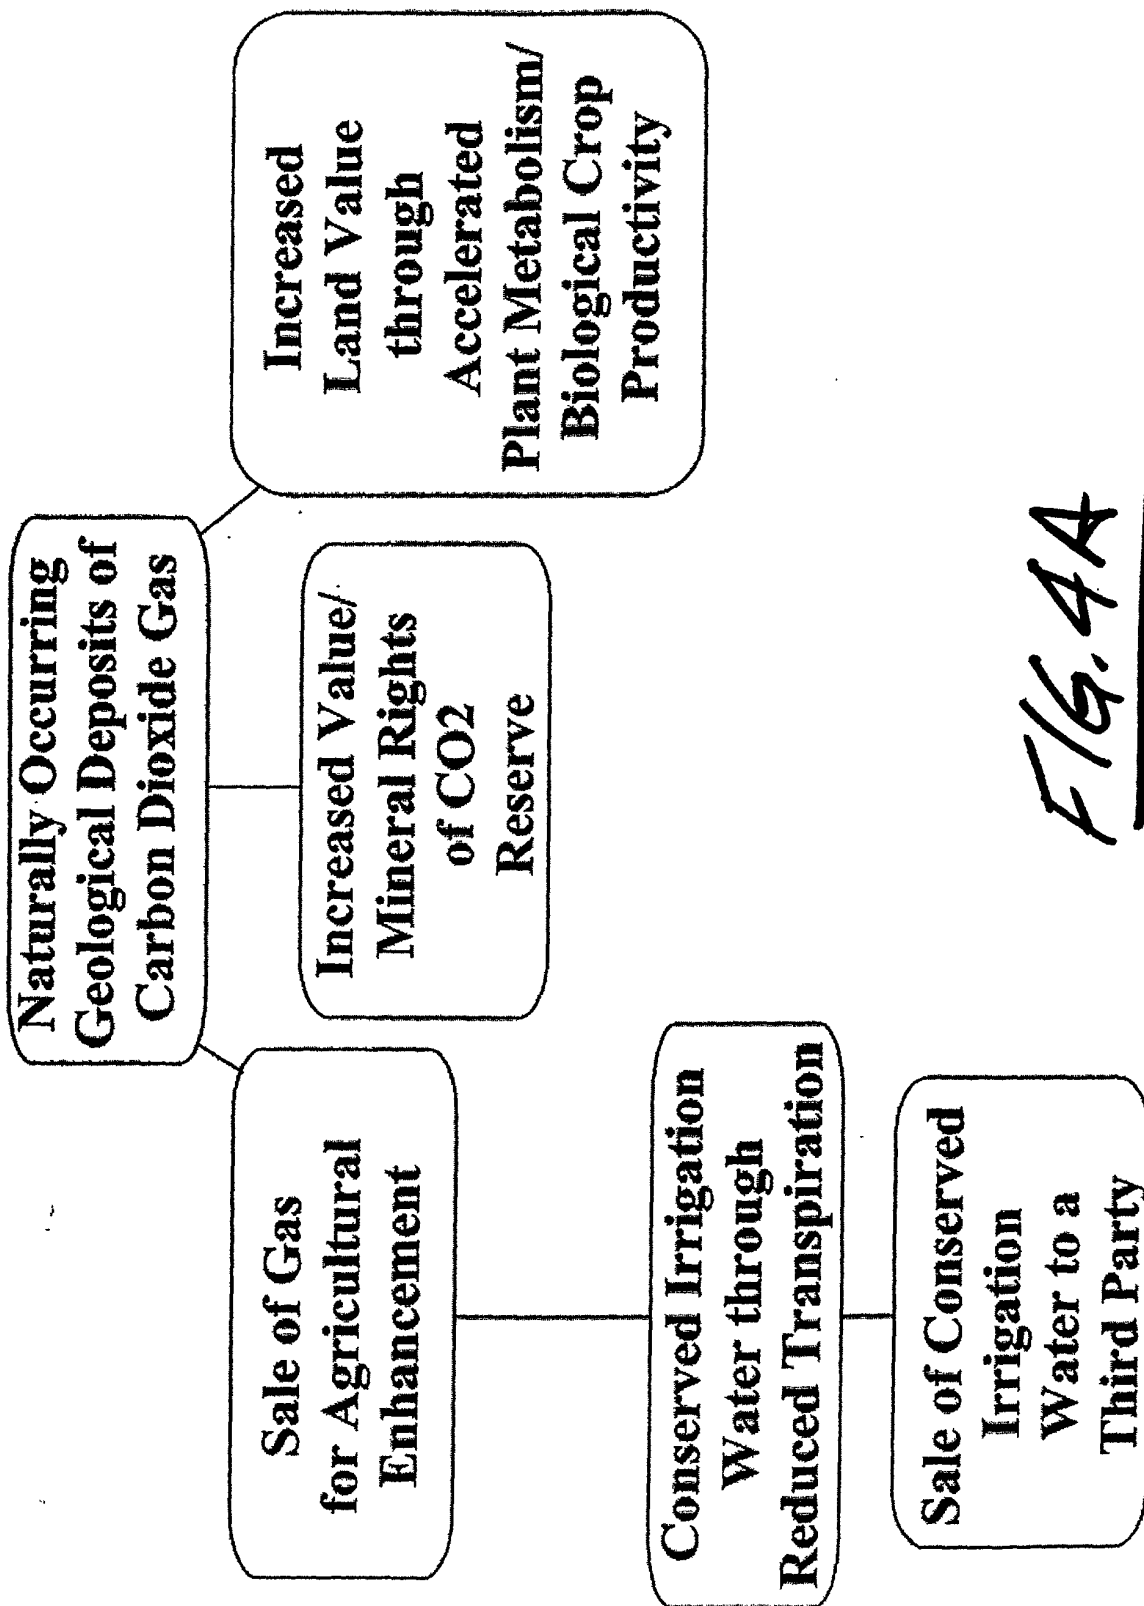 Naturally Occurring
Geological Deposits of
Carbon Dioxide Gas
Sale of Gas
for Agricultural
Enhancement
Increased Value/
Mineral Rights
of CO2
Reserve
Increased
Land Value
through
Accelerated
Plant Metabolism/
Biological Crop
Productivity
Conserved Irrigation
Water through
Reduced Transpiration
Sale of Conserved
Irrigation
Water to a
Third Party
FIG. 4A